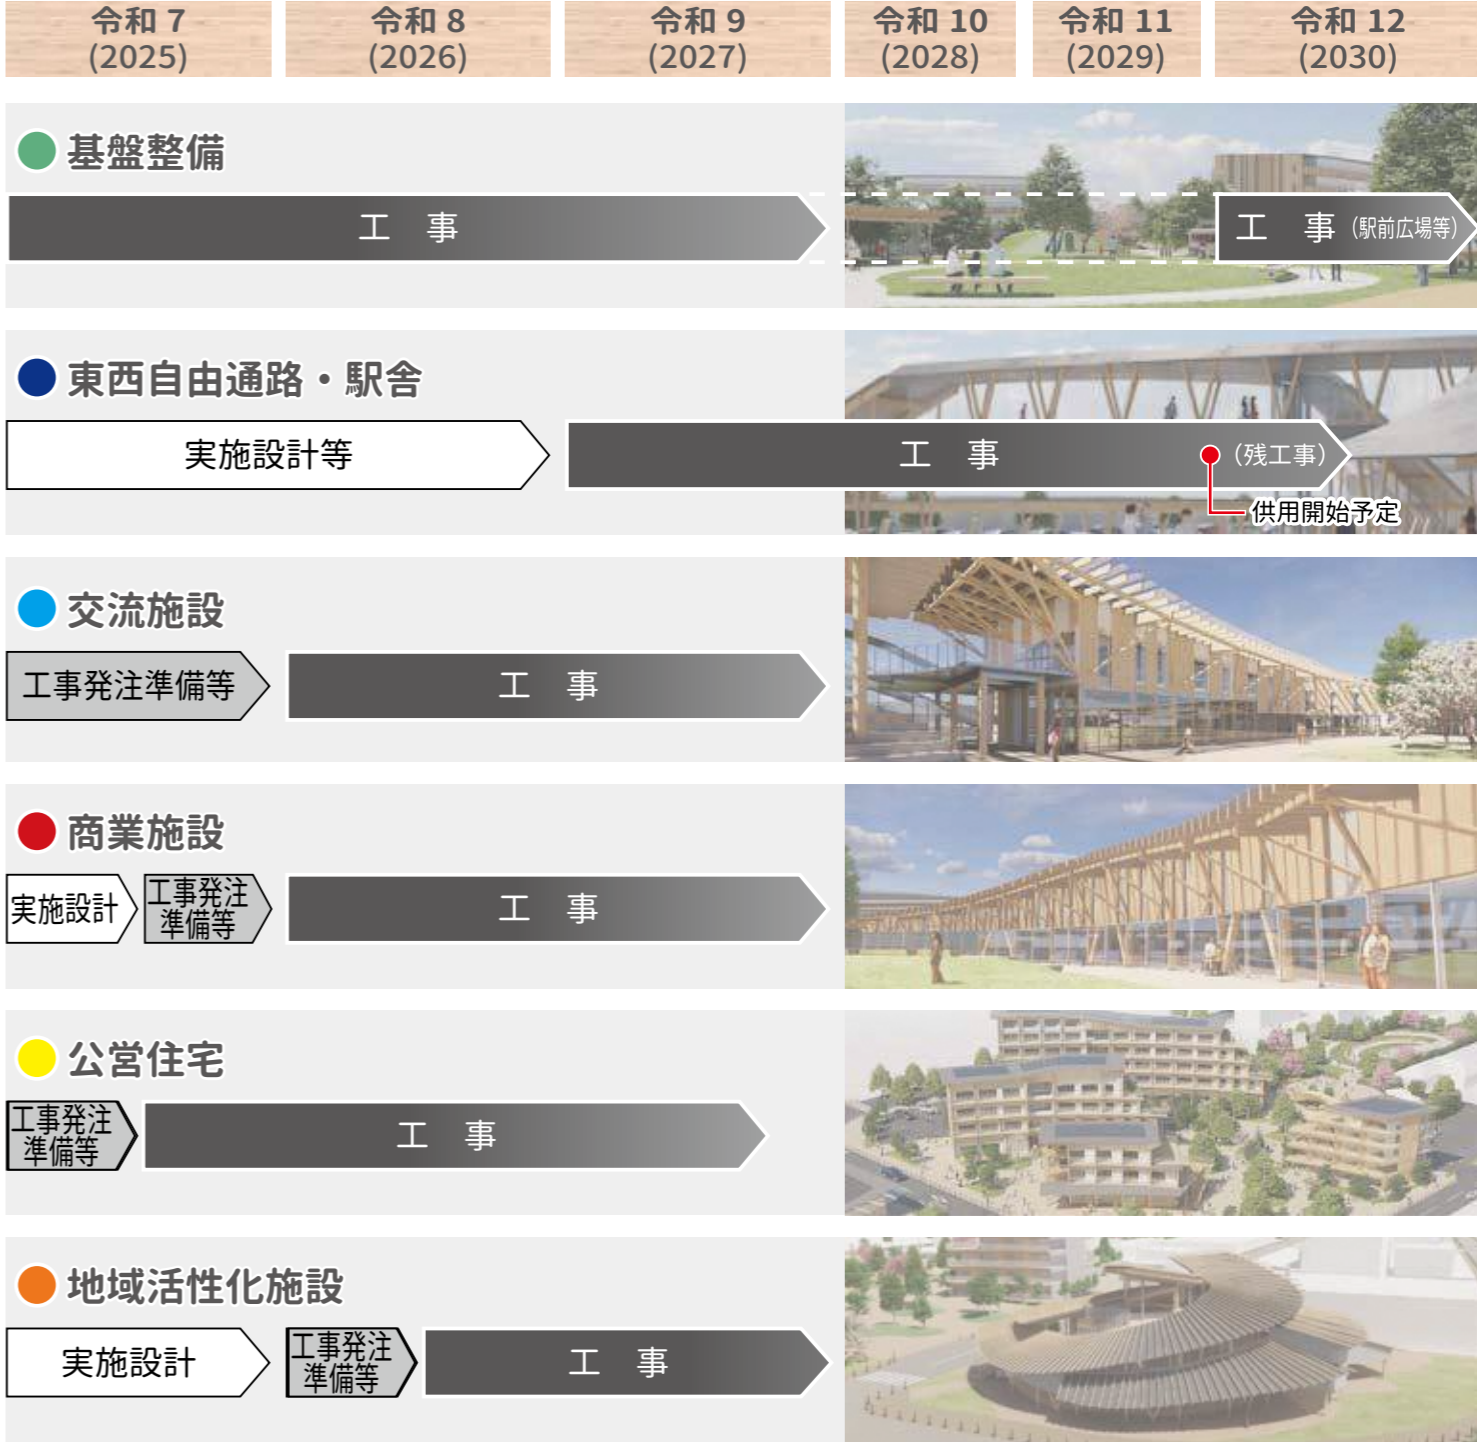 令和 7
(2025)
令和 8
(2026)
令和 9
(2027)
令和 10
(2028)
令和 11
(2029)
令和 12
(2030)
基盤整備
工 事
工 事 (駅前広場等)
東西自由通路・駅舎
実施設計等
工 事
(残工事)
供用開始予定
交流施設
工事発注準備等
工 事
商業施設
実施設計
工事発注
準備等
工 事
公営住宅
工事発注
準備等
工 事
地域活性化施設
実施設計
工事発注
準備等
工 事